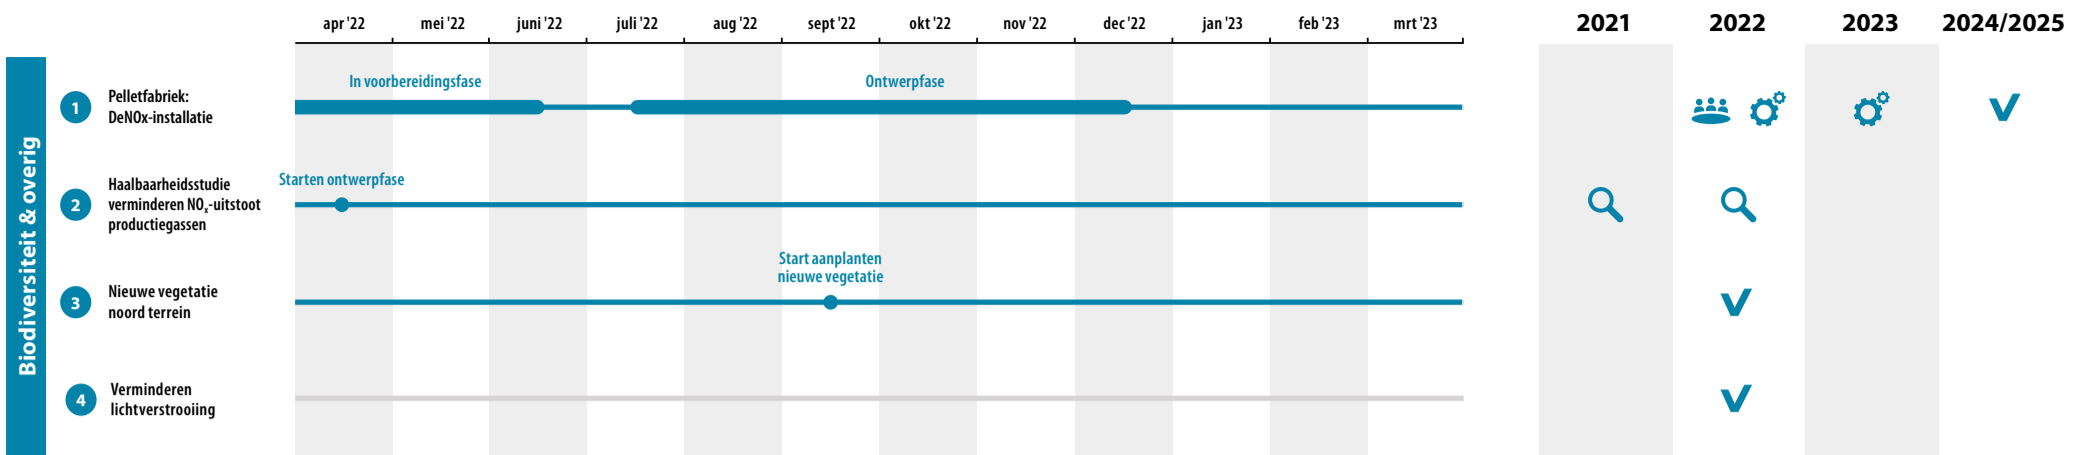 apr '22 mei '22 juni '22 juli '22 aug '22 sept '22 okt '22 nov '22 dec '22 jan '23 feb '23 mrt '23 2021 2022 2023 2024/2025
Biodiversiteit & overig
1 Pelletfabriek:
DeNOx-installatie
In voorbereidingsfase Ontwerpfase
2 Haalbaarheidsstudie
verminderen NOx-uitstoot
productiegassen
Starten ontwerpfase
3 Nieuwe vegetatie
noord terrein
Start aanplanten
nieuwe vegetatie
4 Verminderen
lichtverstrooiing